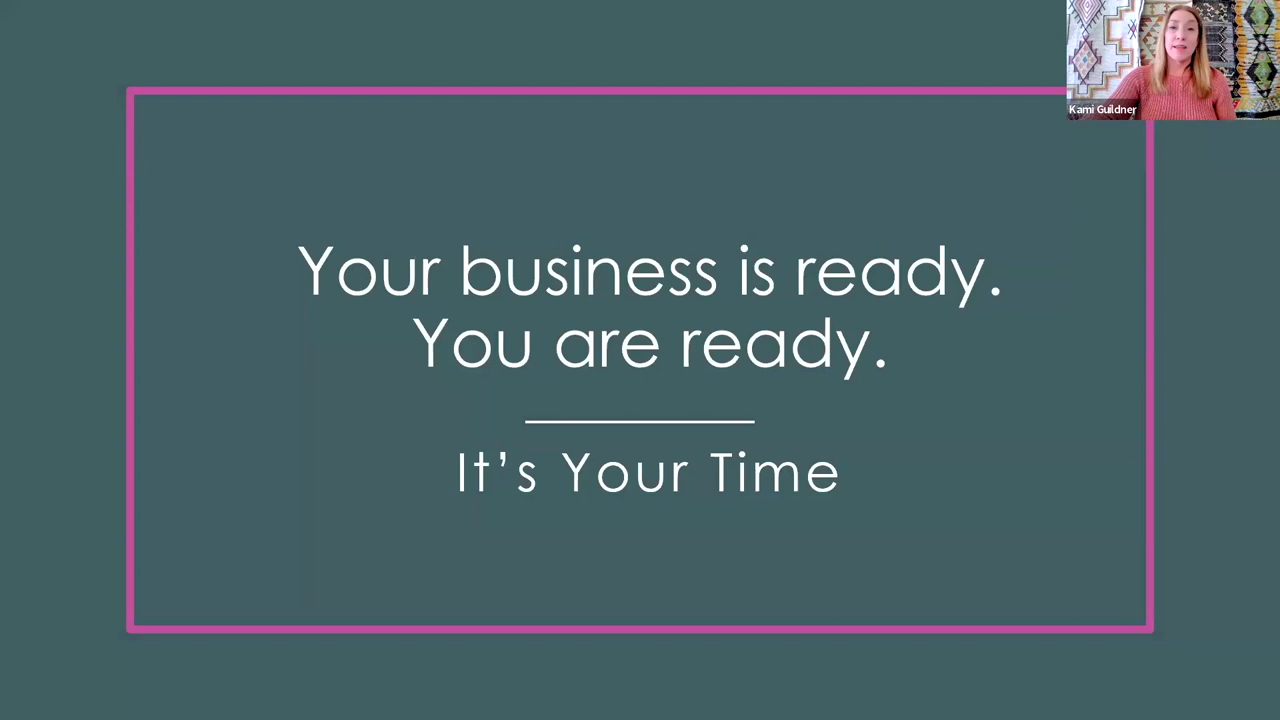 Kami Guildner
Your business is ready.
You are ready.
It’s Your Time